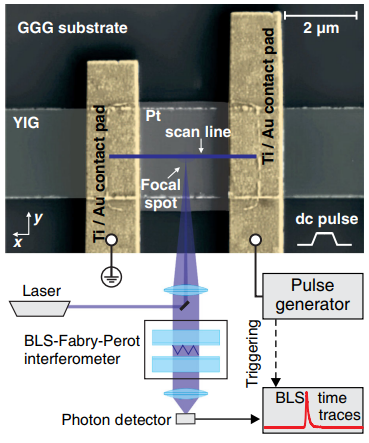 GGG substrate
2 µm
YIG
Pt
scan line
Ti / Au contact pad
Ti / Au contact pad
Focal
spot
y
x
dc pulse
Laser
Pulse
generator
BLS-Fabry-Perot
interferometer
Triggering
BLS time
traces
Photon detector